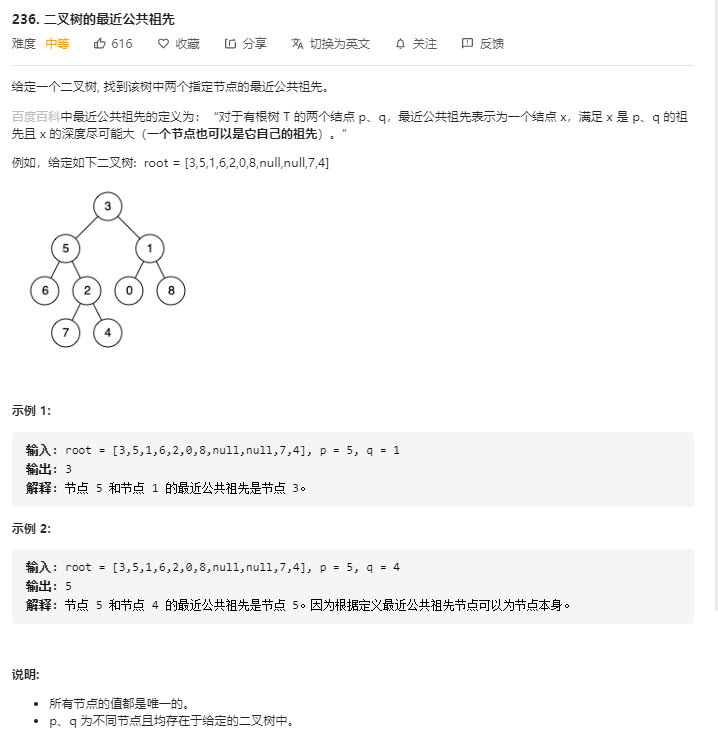 236. 二叉树的最近公共祖先
难度 中等 616 收藏 分享 切换为英文 关注 反馈
给定一个二叉树, 找到该树中两个指定节点的最近公共祖先。
百度百科中最近公共祖先的定义为：“对于有根树 T 的两个结点 p、q，最近公共祖先表示为一个结点 x，满足 x 是 p、q 的祖
先且 x 的深度尽可能大（一个节点也可以是它自己的祖先）。”
例如，给定如下二叉树: root = [3,5,1,6,2,0,8,null,null,7,4]
3
5 1
6 2 0 8
7 4
示例 1:
输入: root = [3,5,1,6,2,0,8,null,null,7,4], p = 5, q = 1
输出: 3
解释: 节点 5 和节点 1 的最近公共祖先是节点 3。
示例 2:
输入: root = [3,5,1,6,2,0,8,null,null,7,4], p = 5, q = 4
输出: 5
解释: 节点 5 和节点 4 的最近公共祖先是节点 5。因为根据定义最近公共祖先节点可以为节点本身。
说明:
• 所有节点的值都是唯一的。
• p、q 为不同节点且均存在于给定的二叉树中。